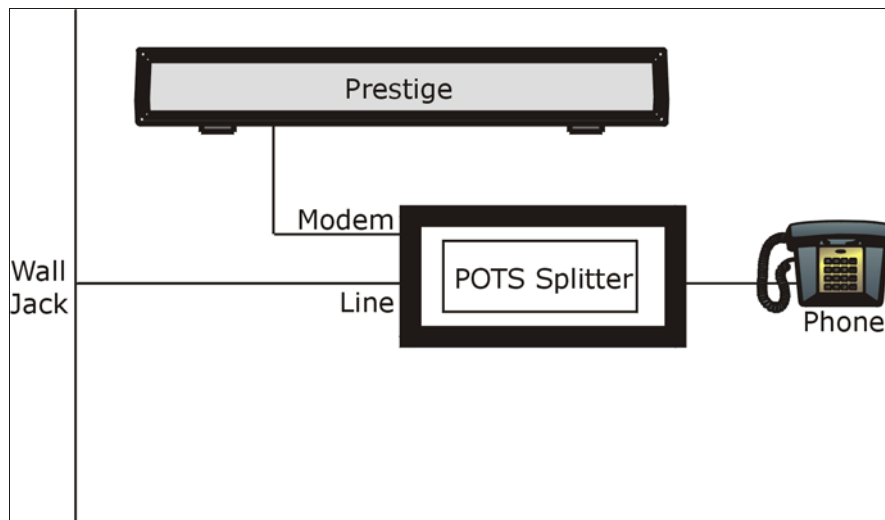 Prestige
Modem
Wall
Jack
Line
POTS Splitter
Phone